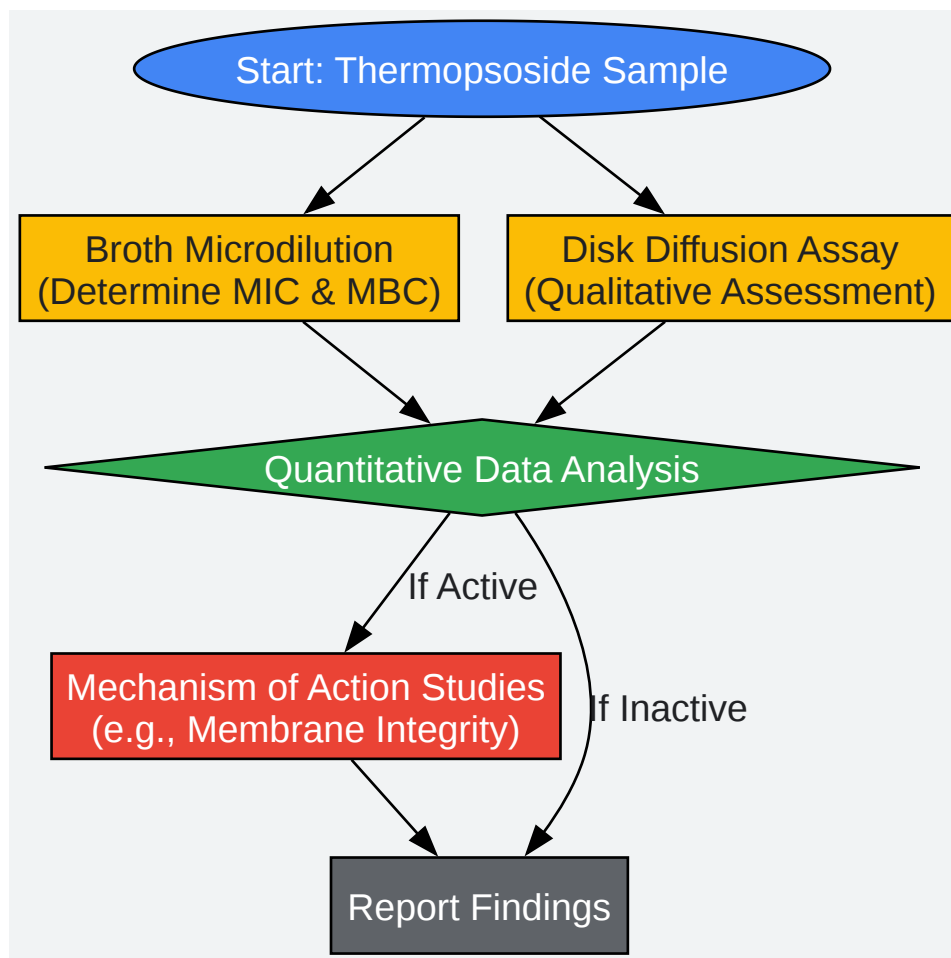 Start: Thermopsoside Sample
Broth Microdilution
(Determine MIC & MBC)
Disk Diffusion Assay
(Qualitative Assessment)
Quantitative Data Analysis
If Active
Mechanism of Action Studies
(e.g., Membrane Integrity)
If Inactive
Report Findings